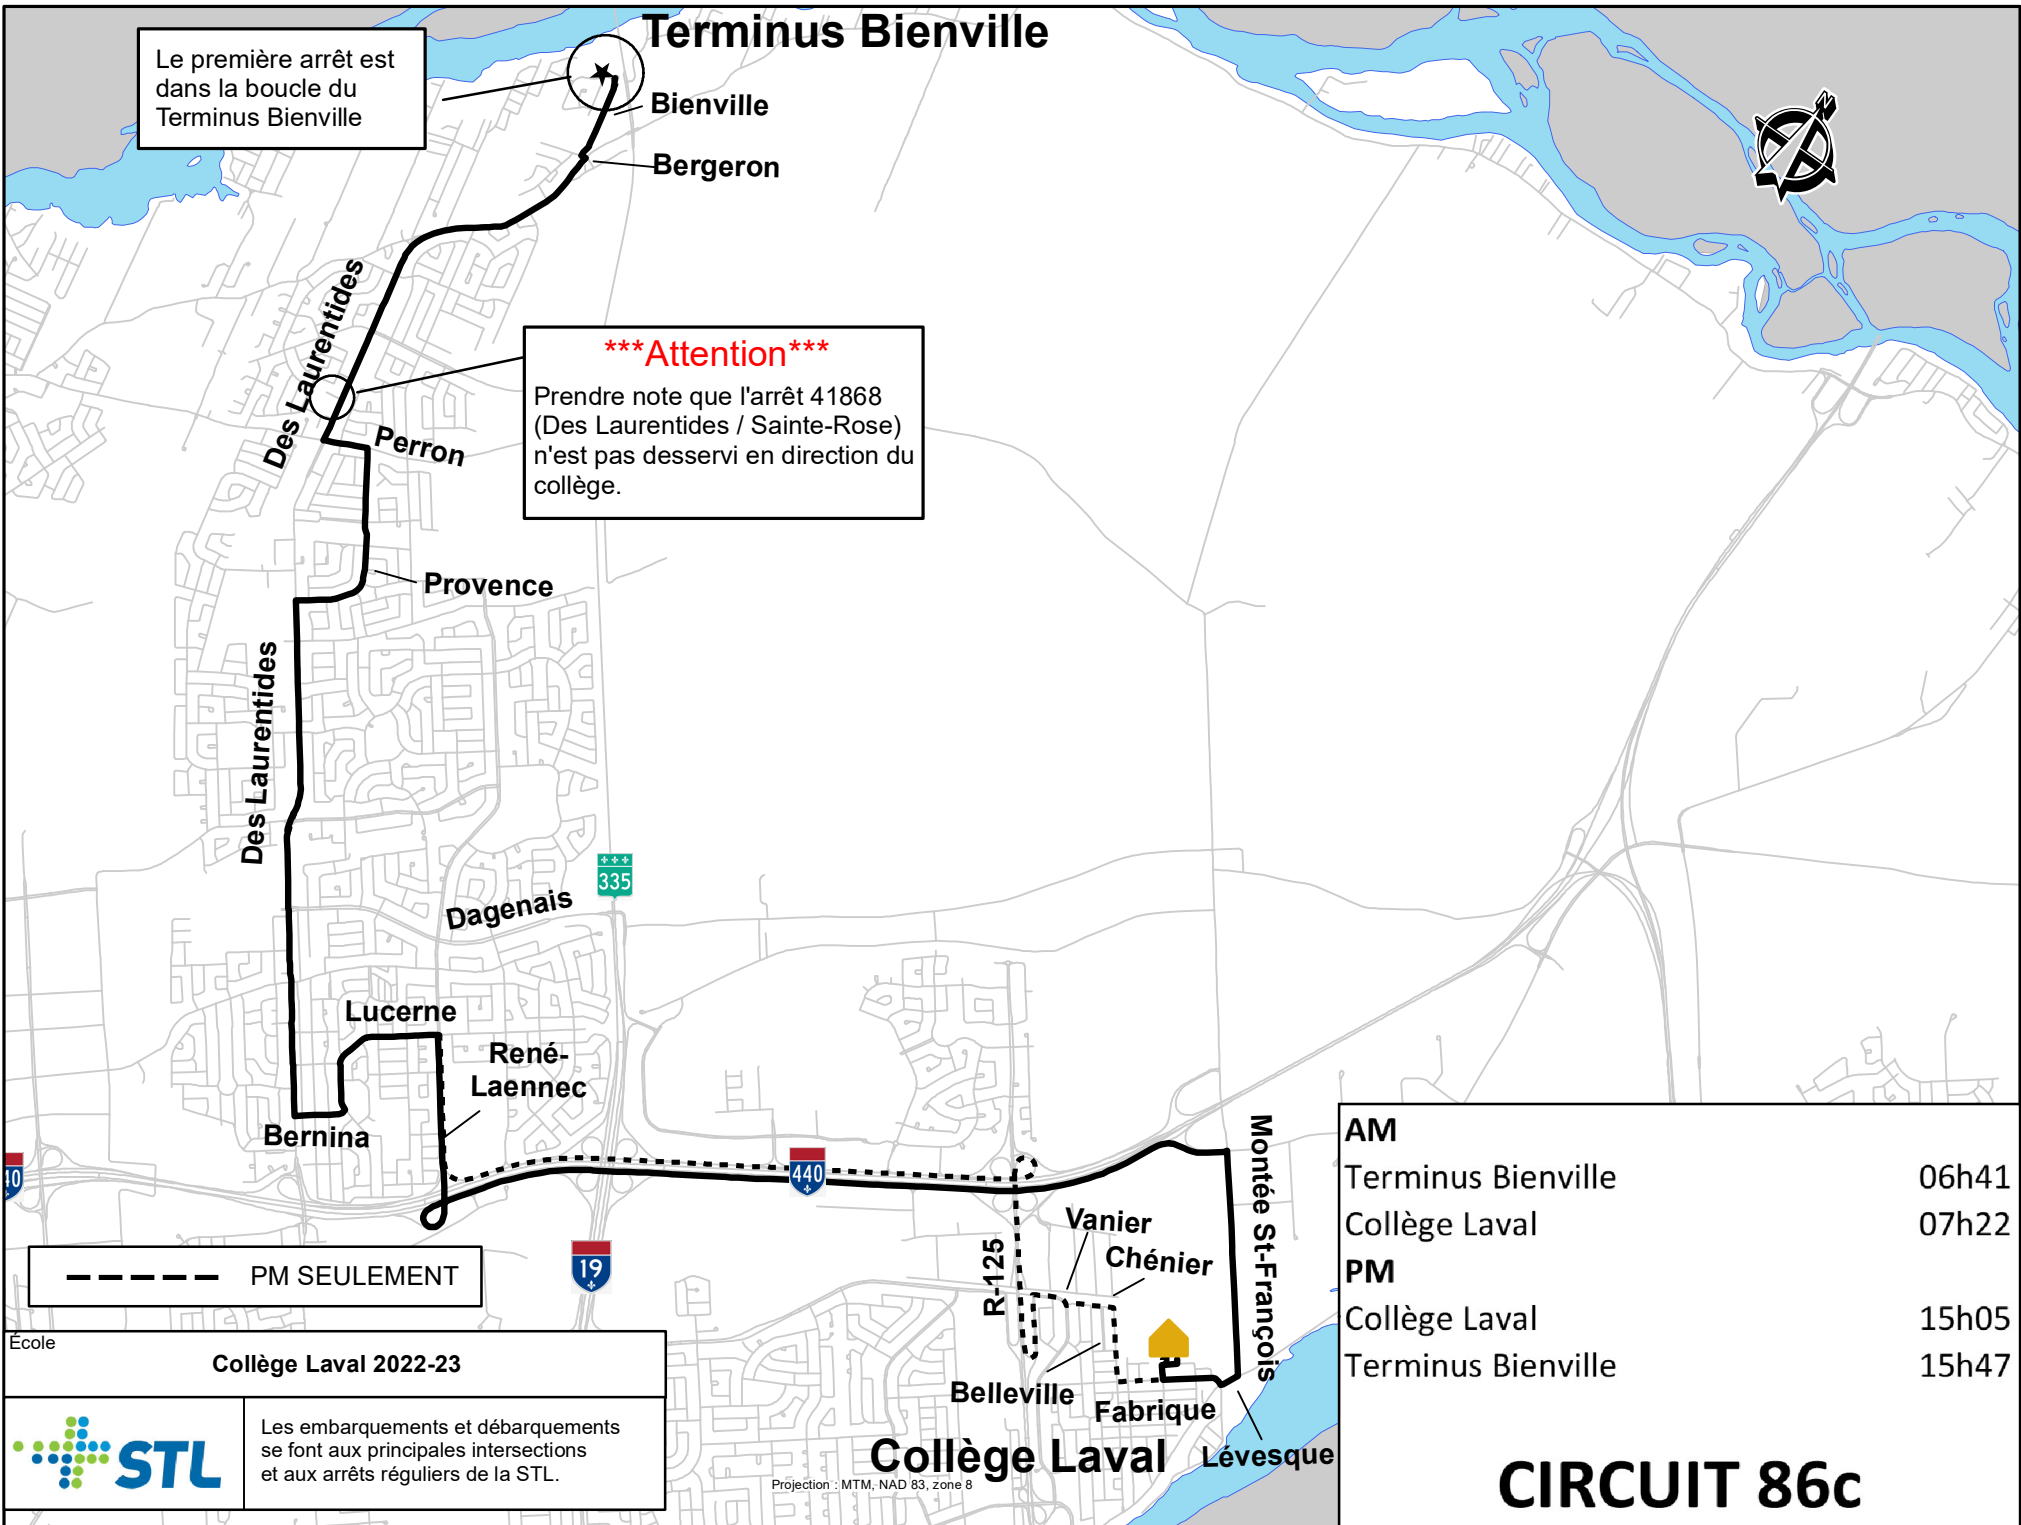 Terminus Bienville
Le première arrêt est
dans la boucle du
Terminus Bienville
Bienville
Bergeron
N
Des Laurentides
***Attention***
Prendre note que l'arrêt 41868
(Des Laurentides / Sainte-Rose)
n'est pas desservi en direction du
collège.
Perron
Provence
Des Laurentides
335
Dagenais
Lucerne
René-
Laennec
Bernina
40
440
19
R-125
Vanier
Chénier
Montée St-François
Belleville
Fabrique
Lévesque
Collège Laval
Projection : MTM, NAD 83, zone 8
PM SEULEMENT
École
Collège Laval 2022-23
STL
Les embarquements et débarquements
se font aux principales intersections
et aux arrêts réguliers de la STL.
AM
Terminus Bienville 06h41
Collège Laval 07h22
PM
Collège Laval 15h05
Terminus Bienville 15h47
CIRCUIT 86c